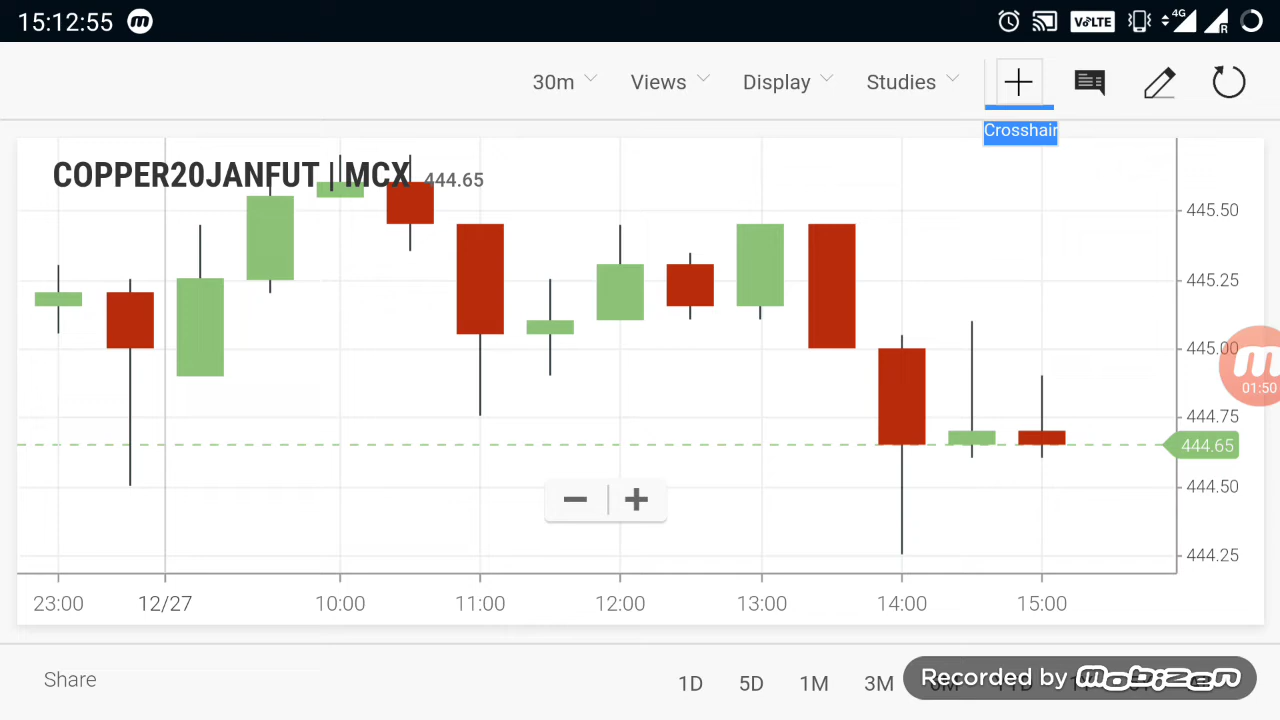 15:12:55
VoLTE
4G
R
30m
Views
Display
Studies
Crosshair
COPPER20JANFUT | MCX 444.65
445.50
445.25
445.00
444.75
444.65
444.50
444.25
01:50
23:00
12/27
10:00
11:00
12:00
13:00
14:00
15:00
Share
1D
5D
1M
3M
Recorded by mobizen